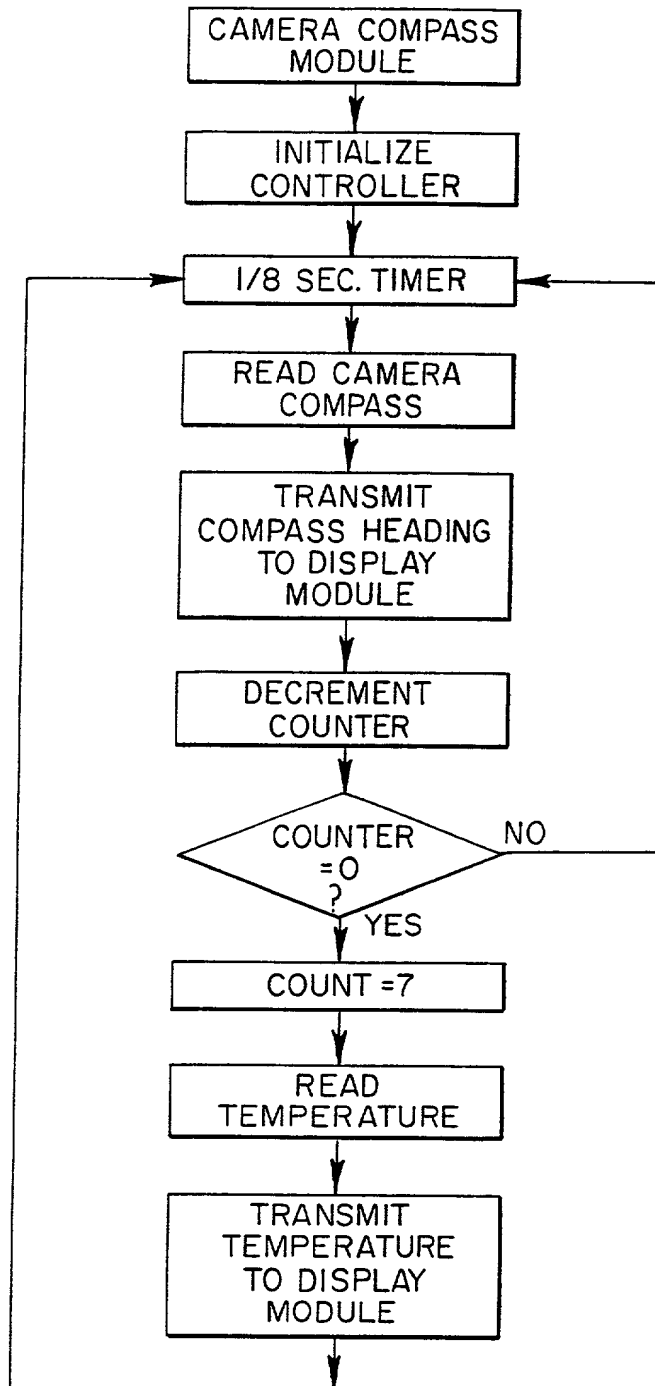 CAMERA COMPASS
MODULE
INITIALIZE
CONTROLLER
1/8 SEC. TIMER
READ CAMERA
COMPASS
TRANSMIT
COMPASS HEADING
TO DISPLAY
MODULE
DECREMENT
COUNTER
COUNTER
=0
?
NO
YES
COUNT =7
READ
TEMPERATURE
TRANSMIT
TEMPERATURE
TO DISPLAY
MODULE